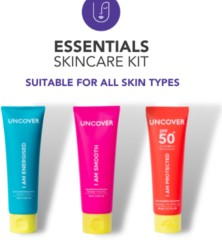 ESSENTIALS
SKINCARE KIT
SUITABLE FOR ALL SKIN TYPES
UNCOVER
I AM ENERGISED
UNCOVER
I AM SMOOTH
UNCOVER
SPF
50+
I AM PROTECTED